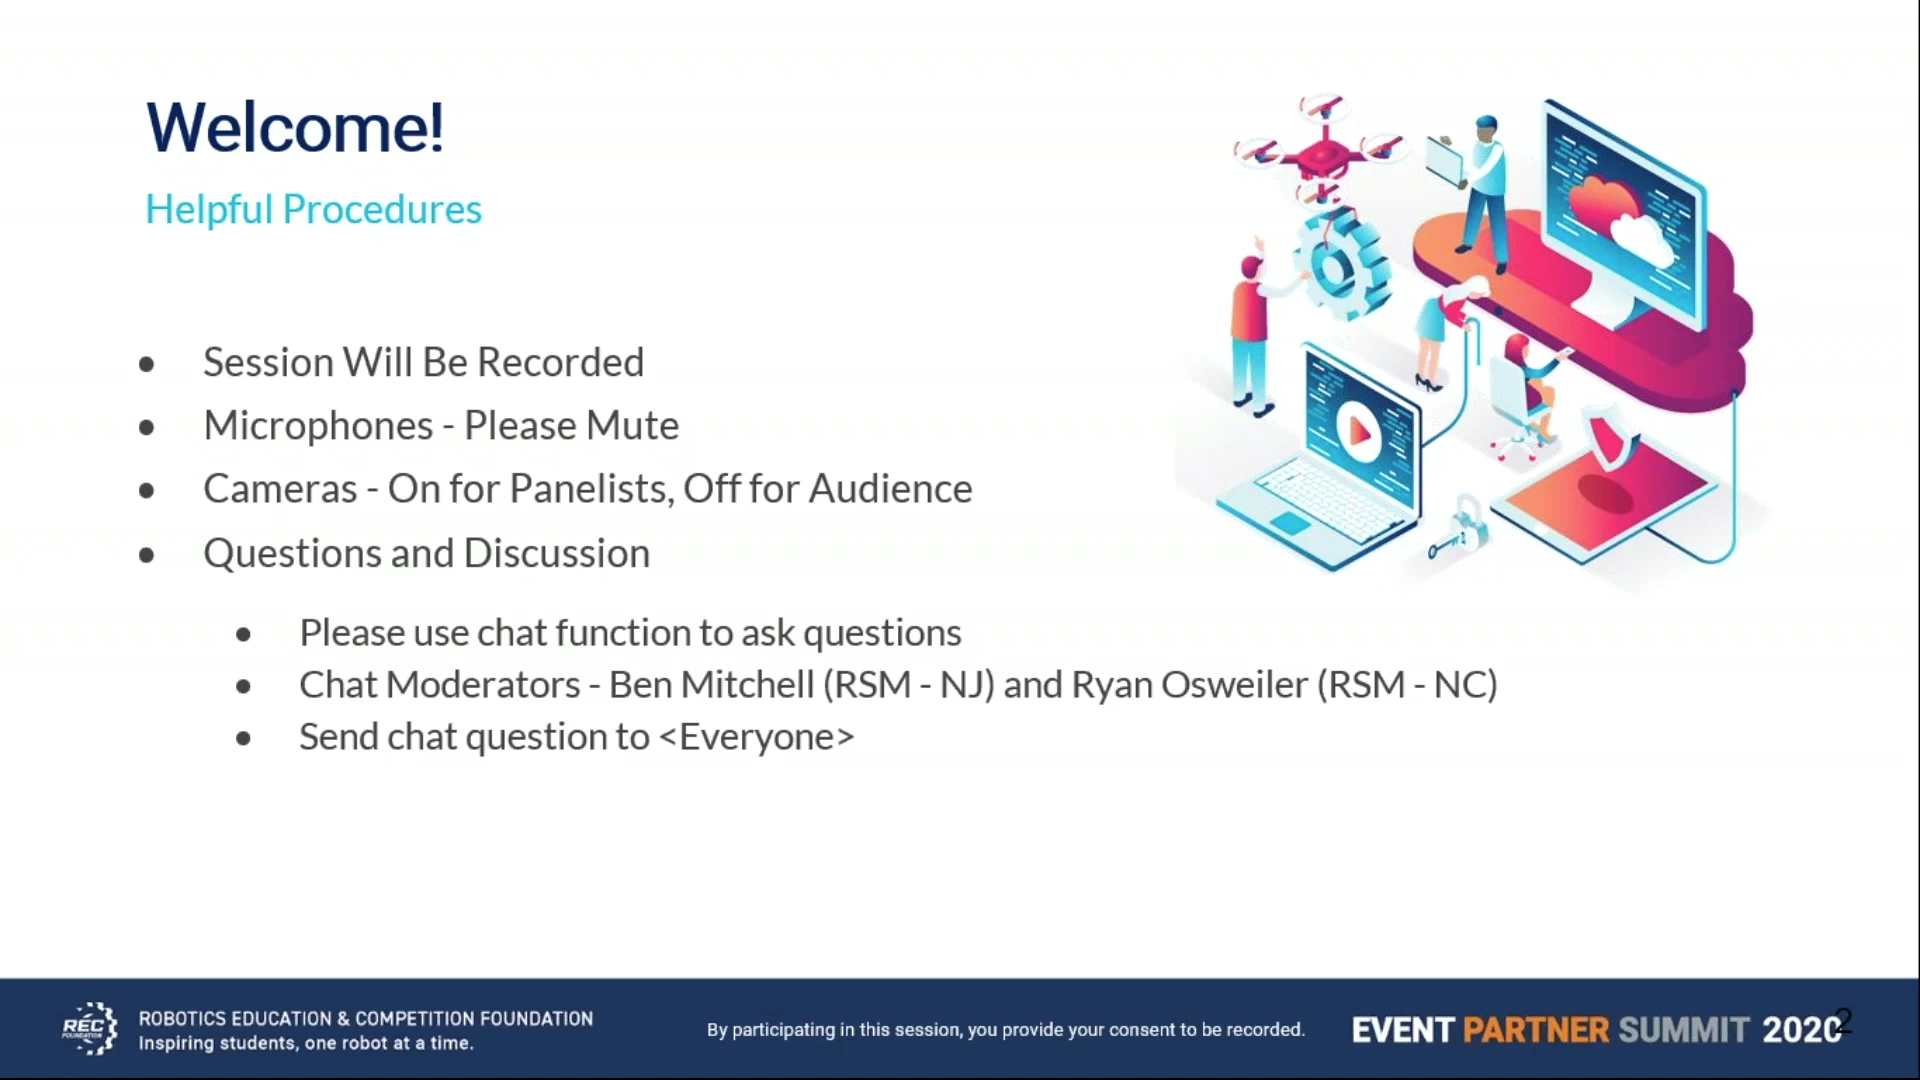 Welcome!
Helpful Procedures
● Session Will Be Recorded
● Microphones - Please Mute
● Cameras - On for Panelists, Off for Audience
● Questions and Discussion
● Please use chat function to ask questions
● Chat Moderators - Ben Mitchell (RSM - NJ) and Ryan Osweiler (RSM - NC)
● Send chat question to <Everyone>
REC
FOUNDATION
ROBOTICS EDUCATION & COMPETITION FOUNDATION
Inspiring students, one robot at a time.
By participating in this session, you provide your consent to be recorded.
EVENT PARTNER SUMMIT 2020
2